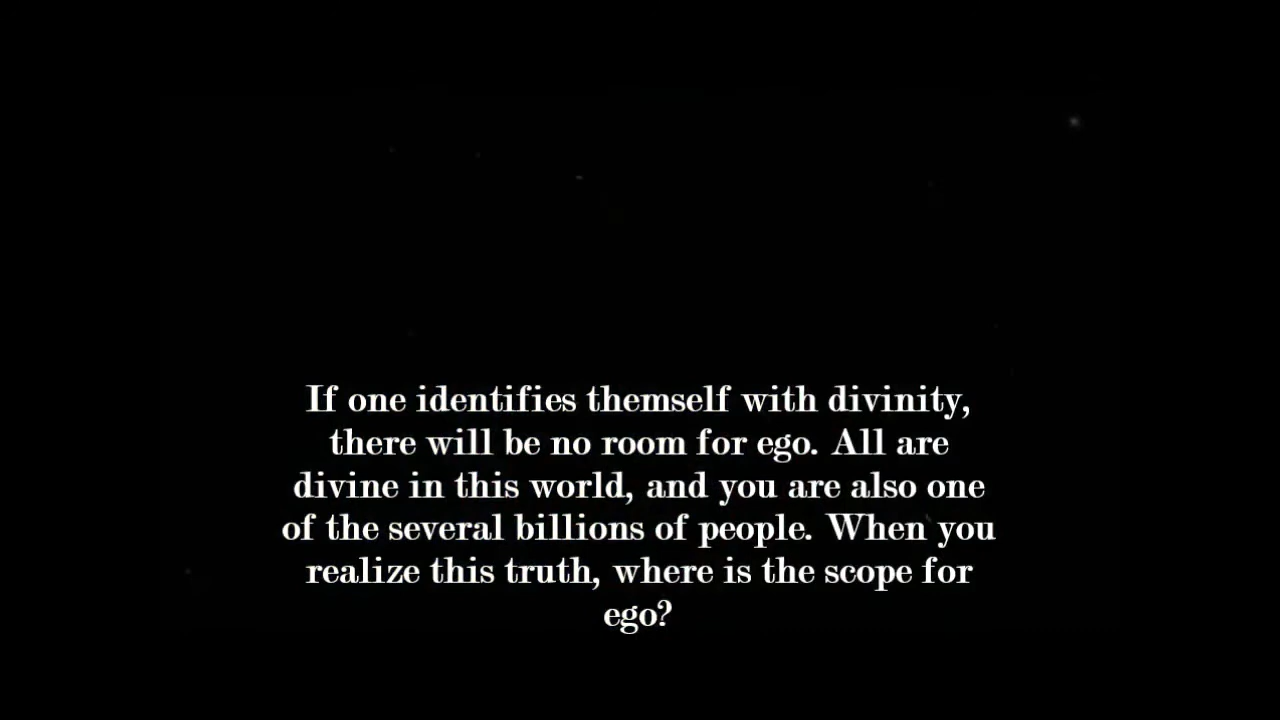 If one identifies themself with divinity,
there will be no room for ego. All are
divine in this world, and you are also one
of the several billions of people. When you
realize this truth, where is the scope for
ego?